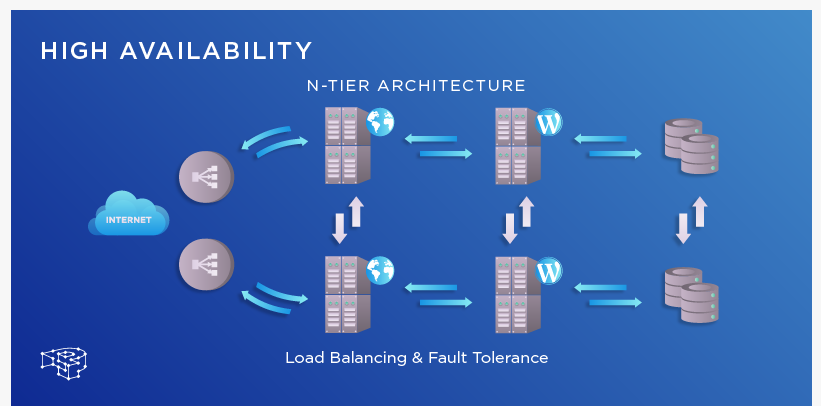 HIGH AVAILABILITY
N-TIER ARCHITECTURE
INTERNET
Load Balancing & Fault Tolerance